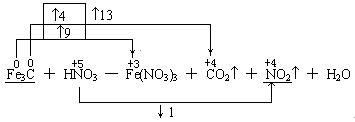 ↑4 ↑13
↑9
0 0 +5 +3 +4 +4
Fe₃C + HNO₃ — Fe(NO₃)₃ + CO₂↑ + NO₂↑ + H₂O
↓ 1